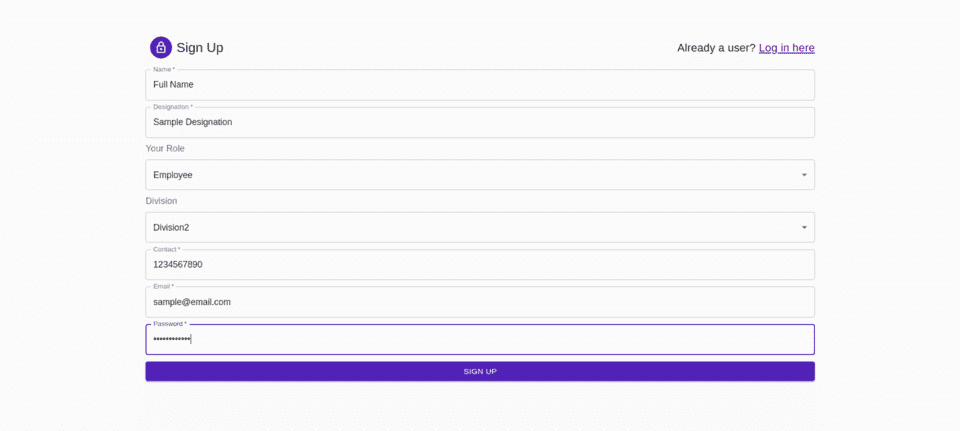 Sign Up
Already a user? Log in here
Name *
Full Name
Designation *
Sample Designation
Your Role
Employee
Division
Division2
Contact *
1234567890
Email *
sample@email.com
Password *
••••••••••••
SIGN UP